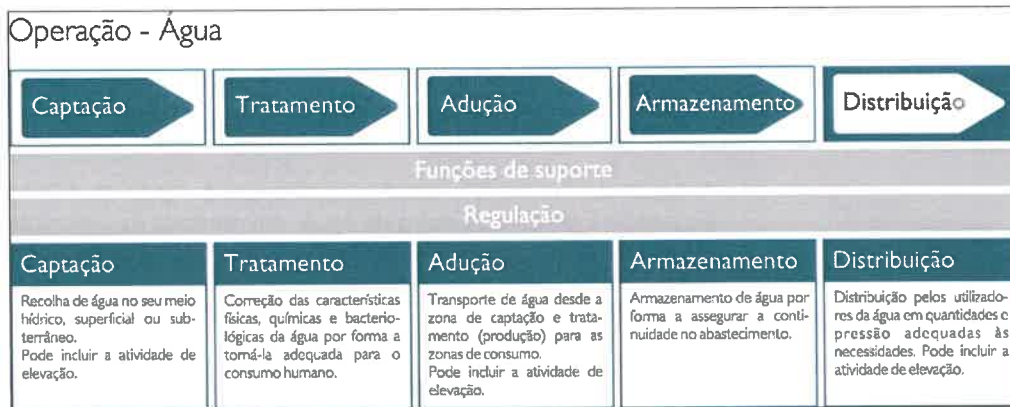 Operação - Água
Captação
Tratamento
Adução
Armazenamento
Distribuição
Funções de suporte
Regulação
Captação
Recolha de água no seu meio
hídrico, superficial ou sub-
terrâneo.
Pode incluir a atividade de
elevação.
Tratamento
Correção das características
físicas, químicas e bacterio-
lógicas da água por forma a
torná-la adequada para o
consumo humano.
Adução
Transporte de água desde a
zona de captação e trata-
mento (produção) para as
zonas de consumo.
Pode incluir a atividade de
elevação.
Armazenamento
Armazenamento de água por
forma a assegurar a conti-
nuidade no abastecimento.
Distribuição
Distribuição pelos utilizado-
res da água em quantidades e
pressão adequadas às
necessidades. Pode incluir a
atividade de elevação.